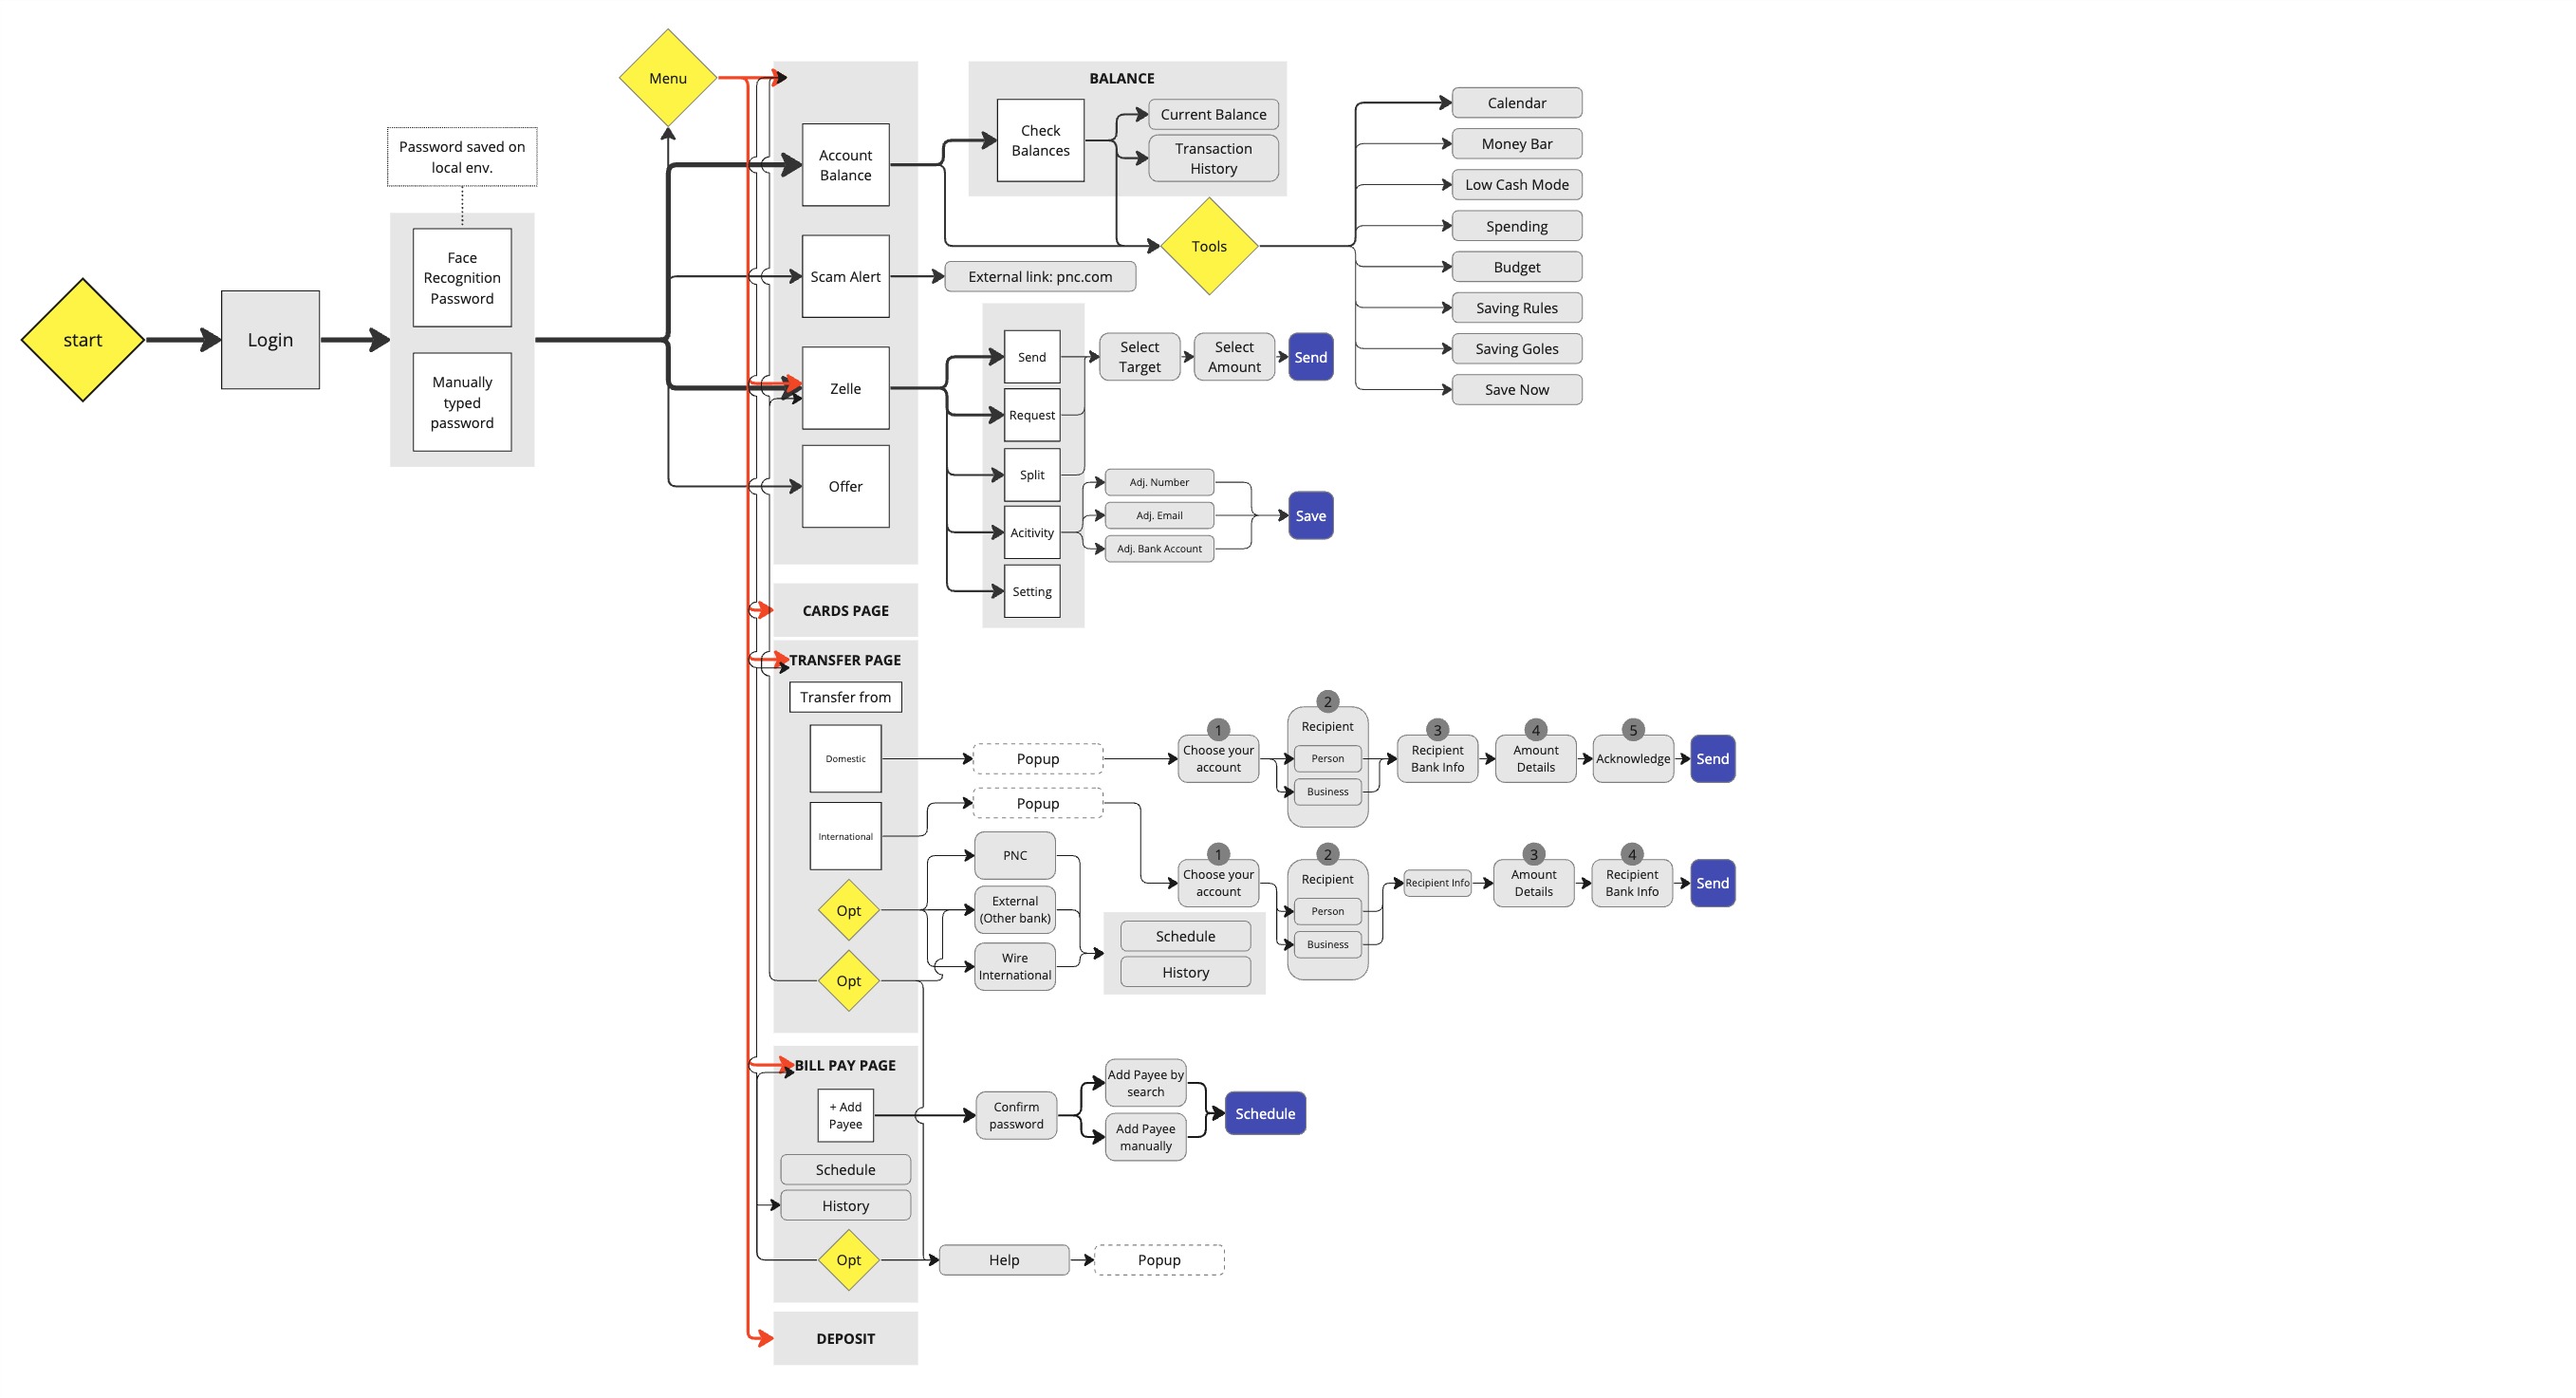 Menu
BALANCE
Check
Balances
Current Balance
Transaction
History
Calendar
Money Bar
Low Cash Mode
Spending
Budget
Saving Rules
Saving Goles
Save Now
Password saved on
local env.
Account
Balance
Tools
Face
Recognition
Password
Manually
typed
password
start
Login
Scam Alert
External link: pnc.com
Zelle
Offer
Send
Request
Split
Acitivity
Setting
Select
Target
Select
Amount
Send
Adj. Number
Adj. Email
Adj. Bank Account
Save
CARDS PAGE
TRANSFER PAGE
Transfer from
Domestic
Popup
1
Choose your
account
2
Recipient
Person
Business
3
Recipient
Bank Info
4
Amount
Details
5
Acknowledge
Send
International
Popup
1
Choose your
account
2
Recipient
Person
Business
Recipient Info
3
Amount
Details
4
Recipient
Bank Info
Send
Opt
PNC
External
(Other bank)
Wire
International
Schedule
History
Opt
BILL PAY PAGE
+ Add
Payee
Confirm
password
Add Payee by
search
Add Payee
manually
Schedule
Schedule
History
Opt
Help
Popup
DEPOSIT